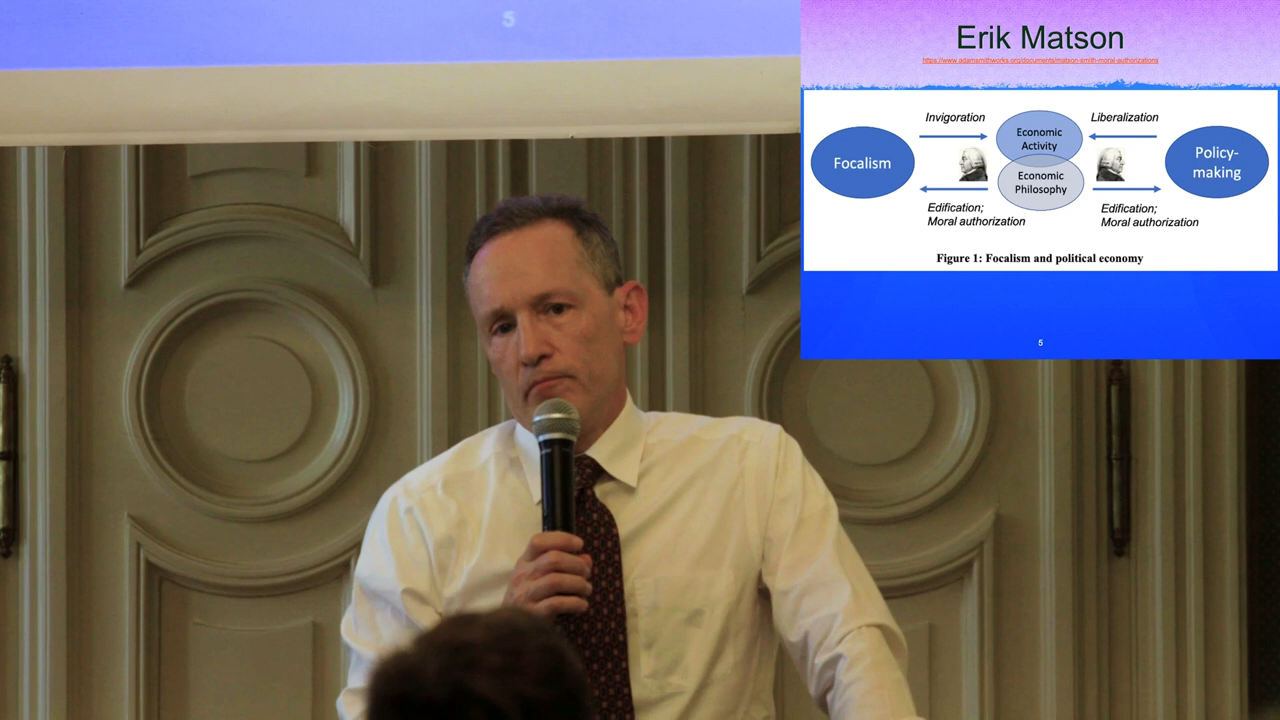 5
Erik Matson
https://www.adamsmithworks.org/documents/matson-smith-moral-authorizations
Invigoration
Liberalization
Focalism
Economic
Activity
Economic
Philosophy
Policy-
making
Edification;
Moral authorization
Edification;
Moral authorization
Figure 1: Focalism and political economy
5